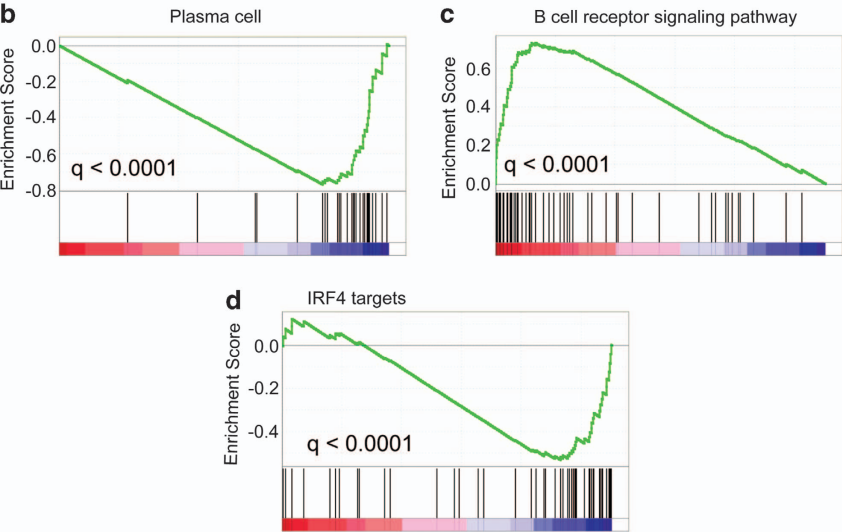 b
Plasma cell
Enrichment Score
0.0
-0.2
-0.4
-0.6
-0.8
q < 0.0001
c
B cell receptor signaling pathway
Enrichment Score
0.6
0.4
0.2
0.0
q < 0.0001
d
IRF4 targets
Enrichment Score
0.0
-0.2
-0.4
q < 0.0001